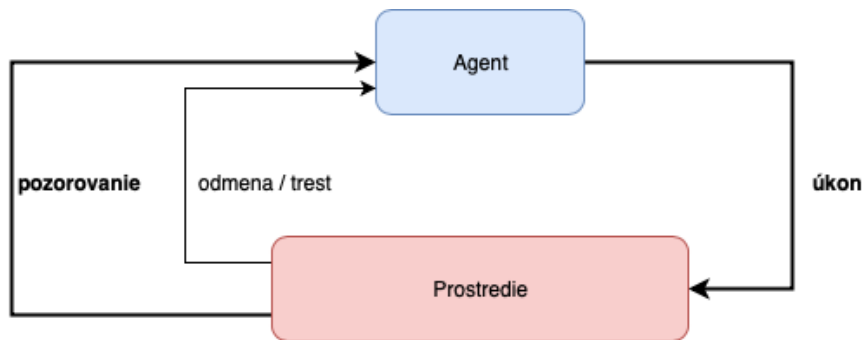 Agent
pozorovanie
odmena / trest
úkon
Prostredie